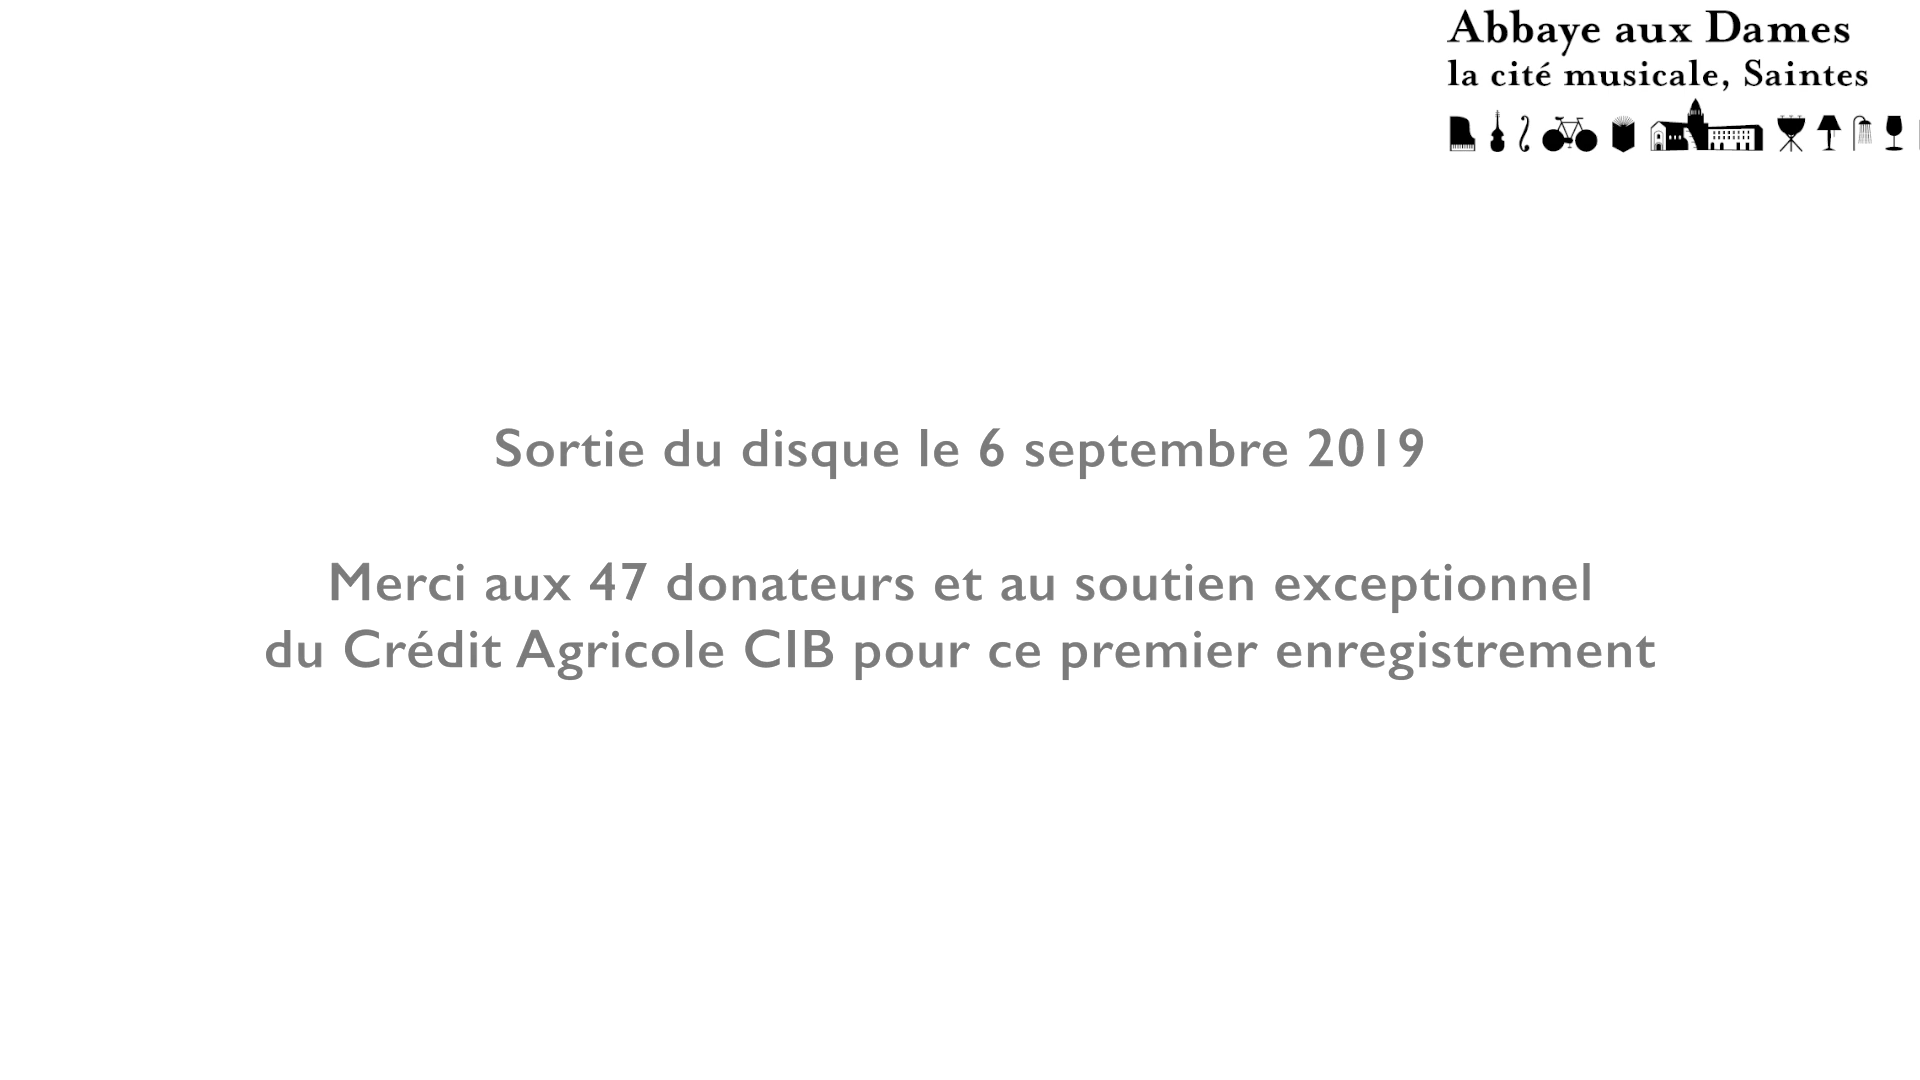 Abbaye aux Dames
la cité musicale, Saintes
Sortie du disque le 6 septembre 2019
Merci aux 47 donateurs et au soutien exceptionnel
du Crédit Agricole CIB pour ce premier enregistrement